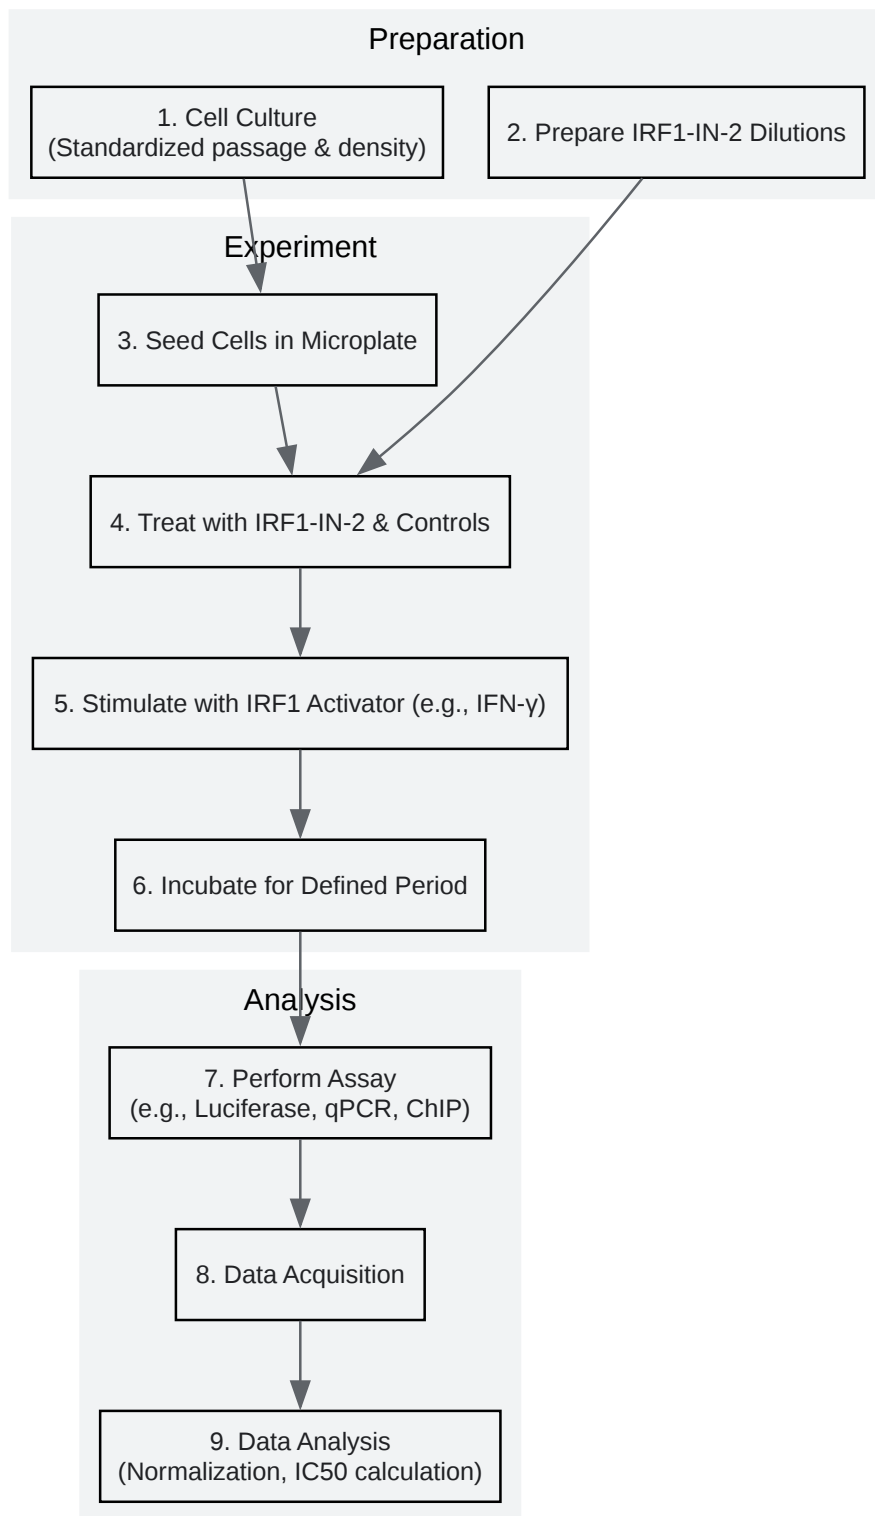 Preparation
1. Cell Culture
(Standardized passage & density)
2. Prepare IRF1-IN-2 Dilutions
Experiment
3. Seed Cells in Microplate
4. Treat with IRF1-IN-2 & Controls
5. Stimulate with IRF1 Activator (e.g., IFN-γ)
6. Incubate for Defined Period
Analysis
7. Perform Assay
(e.g., Luciferase, qPCR, ChIP)
8. Data Acquisition
9. Data Analysis
(Normalization, IC50 calculation)